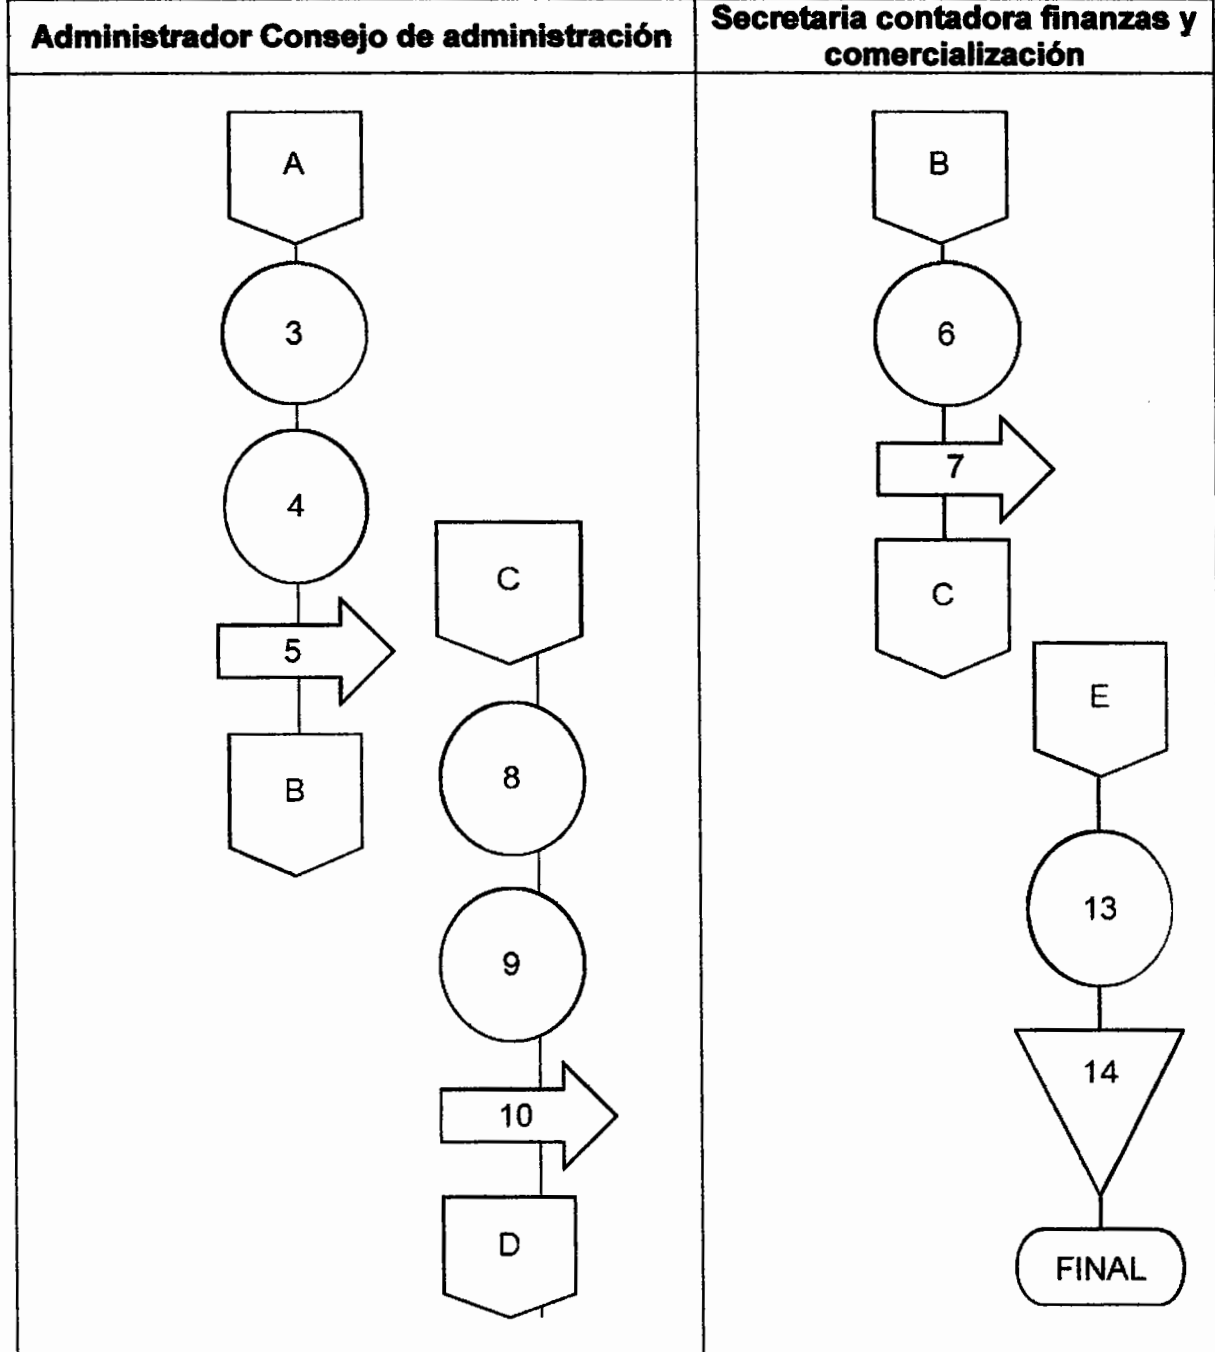 Administrador Consejo de administración
Secretaria contadora finanzas y
comercialización
A
3
4
5
B
C
8
9
10
D
B
6
7
C
E
13
14
FINAL